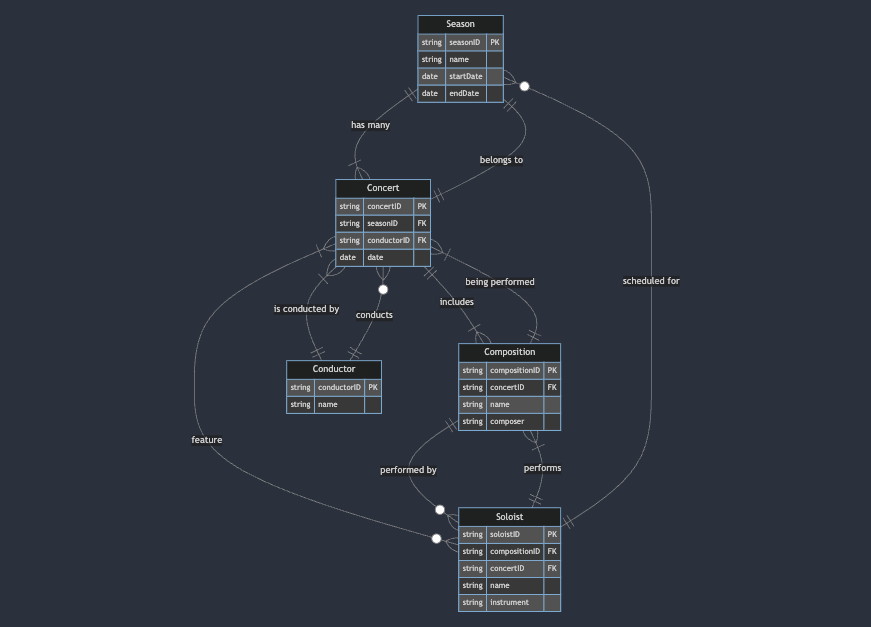 Season
string seasonID PK
string name
date startDate
date endDate
has many
belongs to
Concert
string concertID PK
string seasonID FK
string conductorID FK
date date
scheduled for
being performed
includes
is conducted by
conducts
Composition
string compositionID PK
string concertID FK
string name
string composer
Conductor
string conductorID PK
string name
feature
performed by
performs
Soloist
string soloistID PK
string compositionID FK
string concertID FK
string name
string instrument